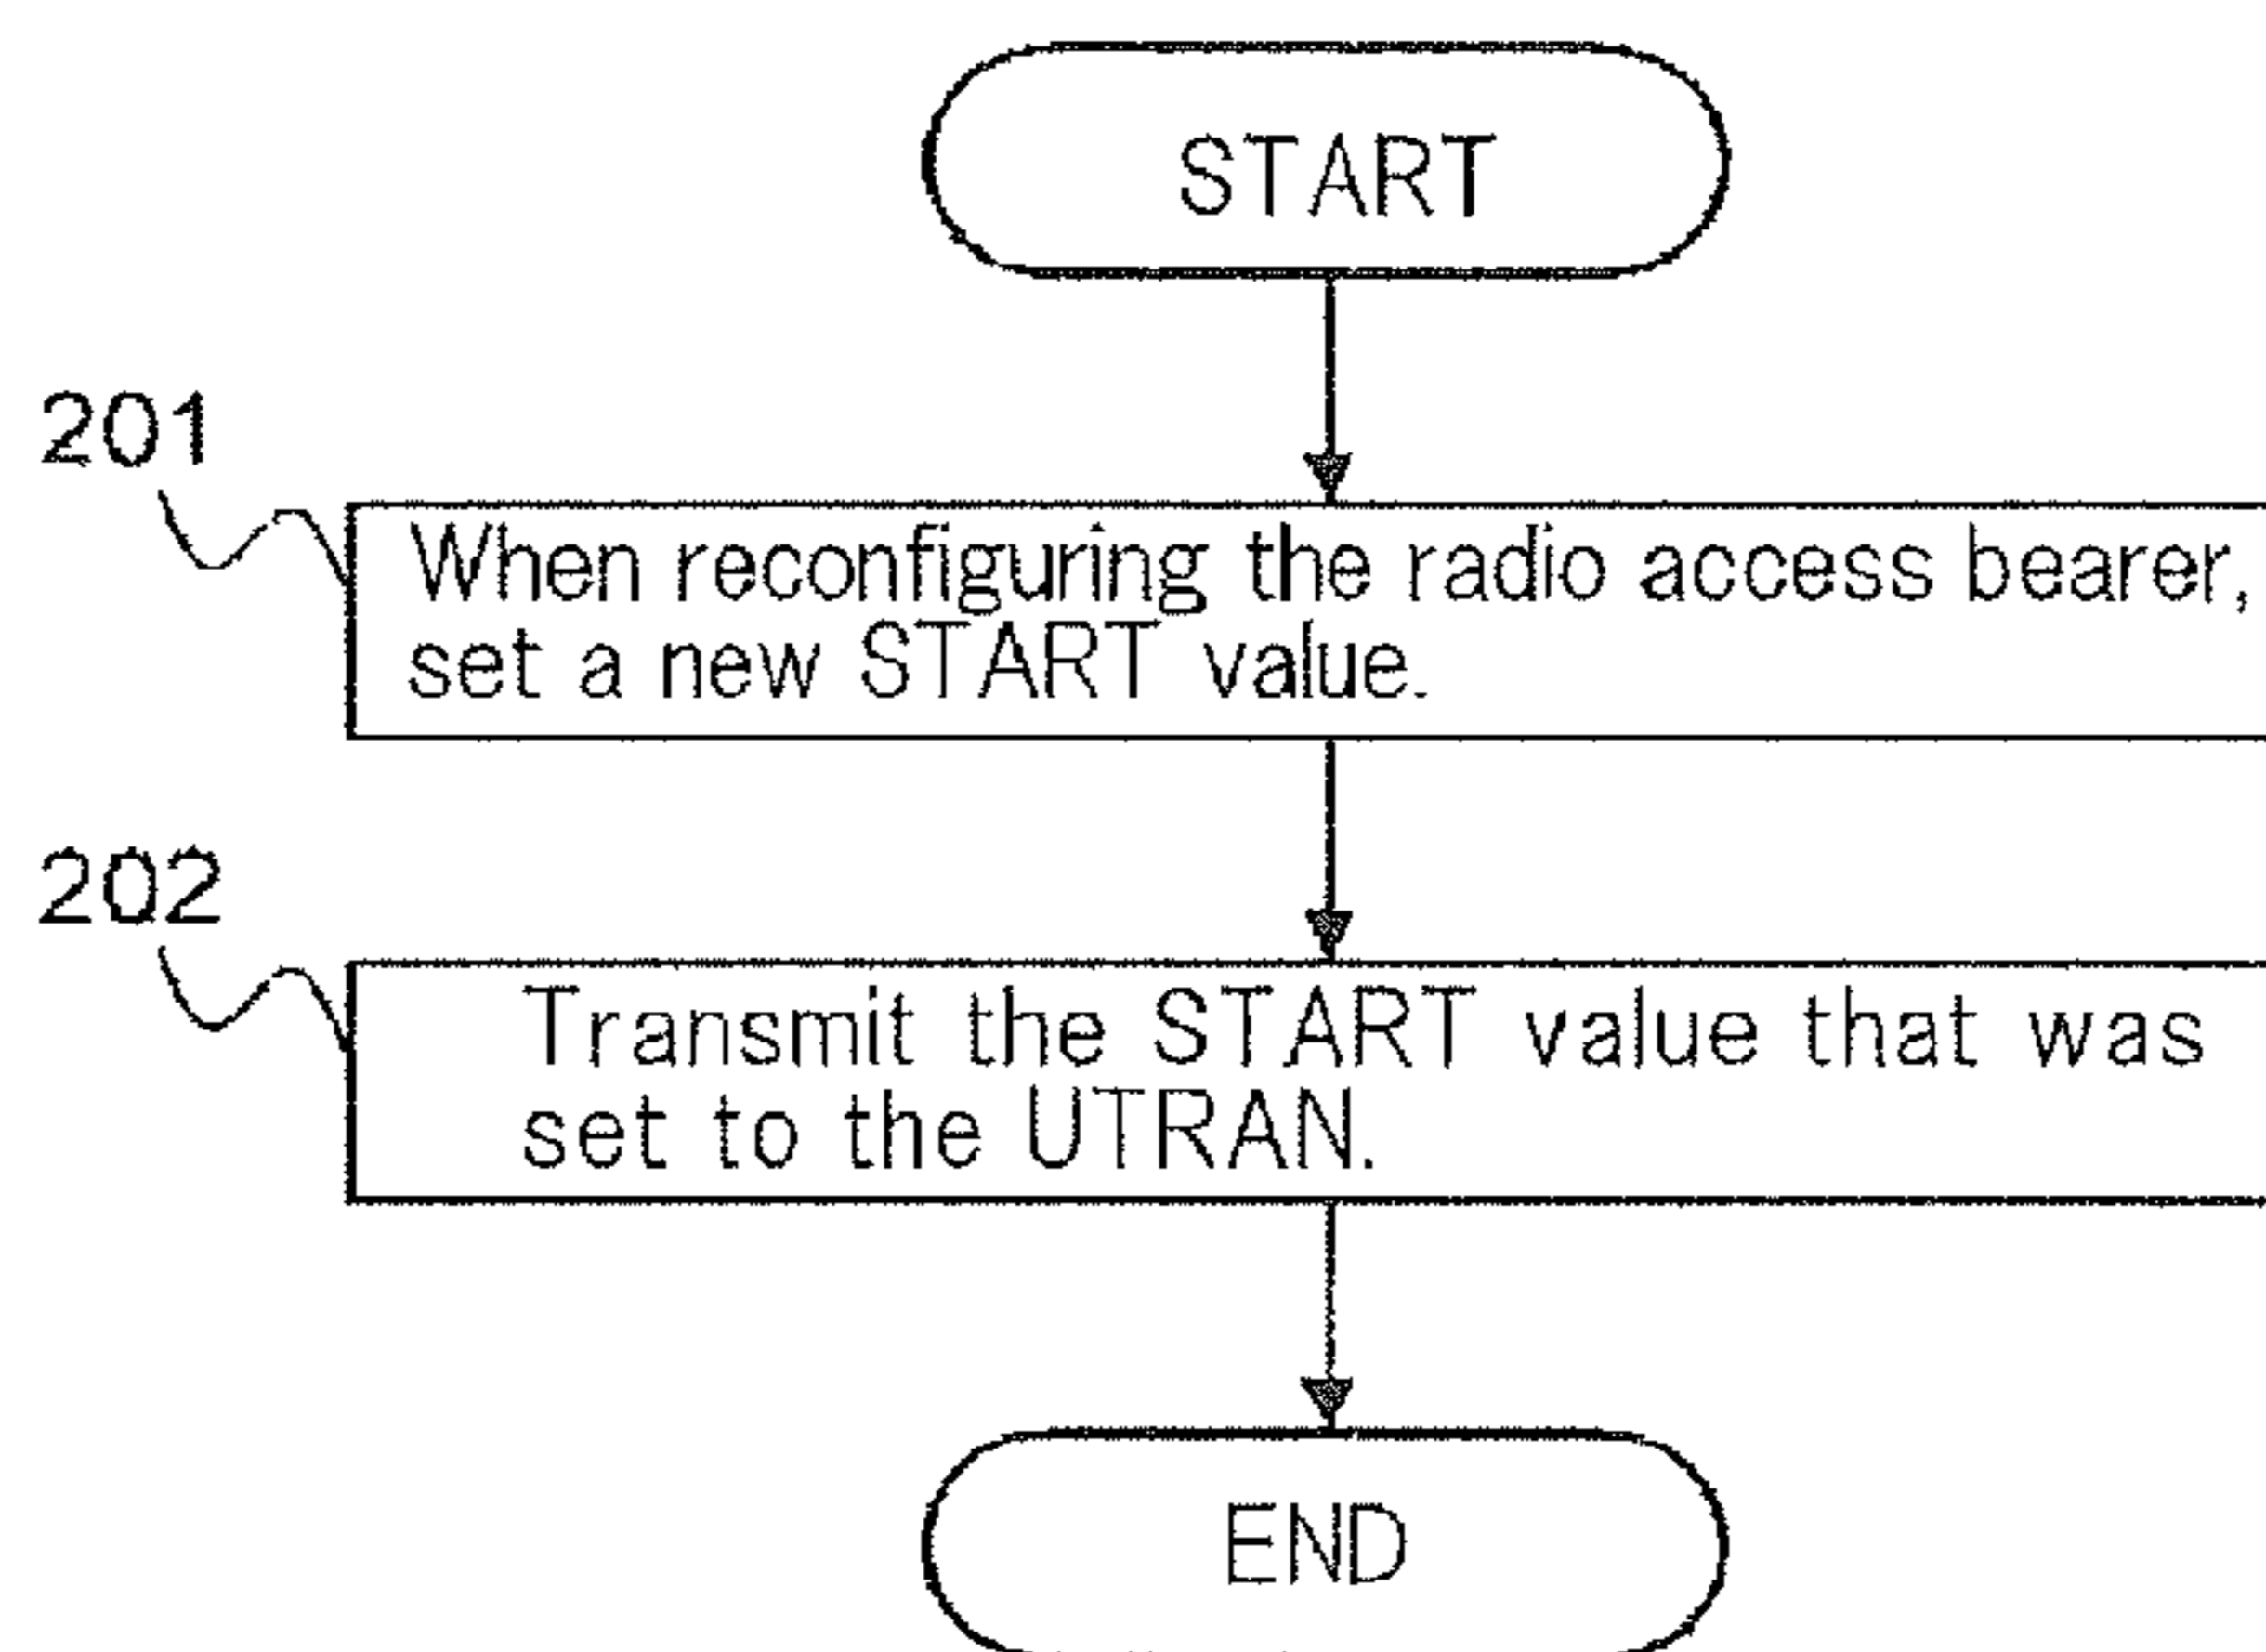 START
201
When reconfiguring the radio access bearer,
set a new START value.
202
Transmit the START value that was
set to the UTRAN.
END